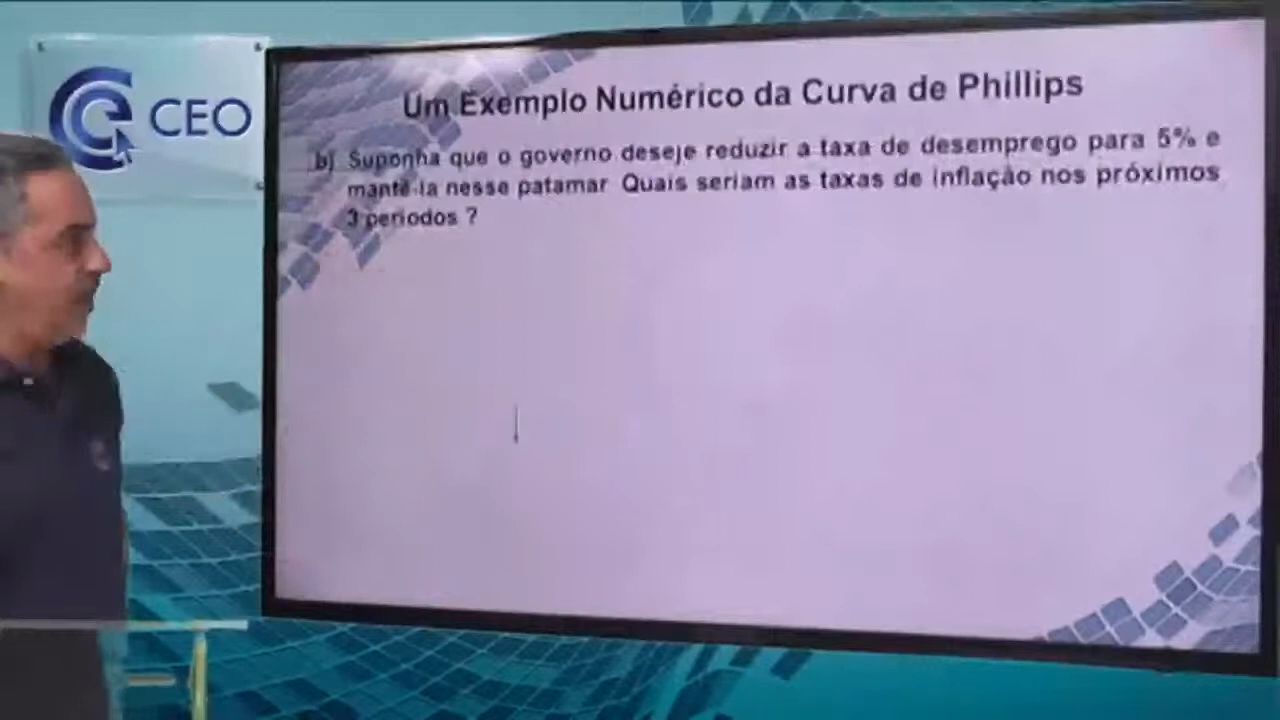 CEO
Um Exemplo Numérico da Curva de Phillips
b) Suponha que o governo deseje reduzir a taxa de desemprego para 5% e
mantê-la nesse patamar Quais seriam as taxas de inflação nos próximos
3 períodos ?